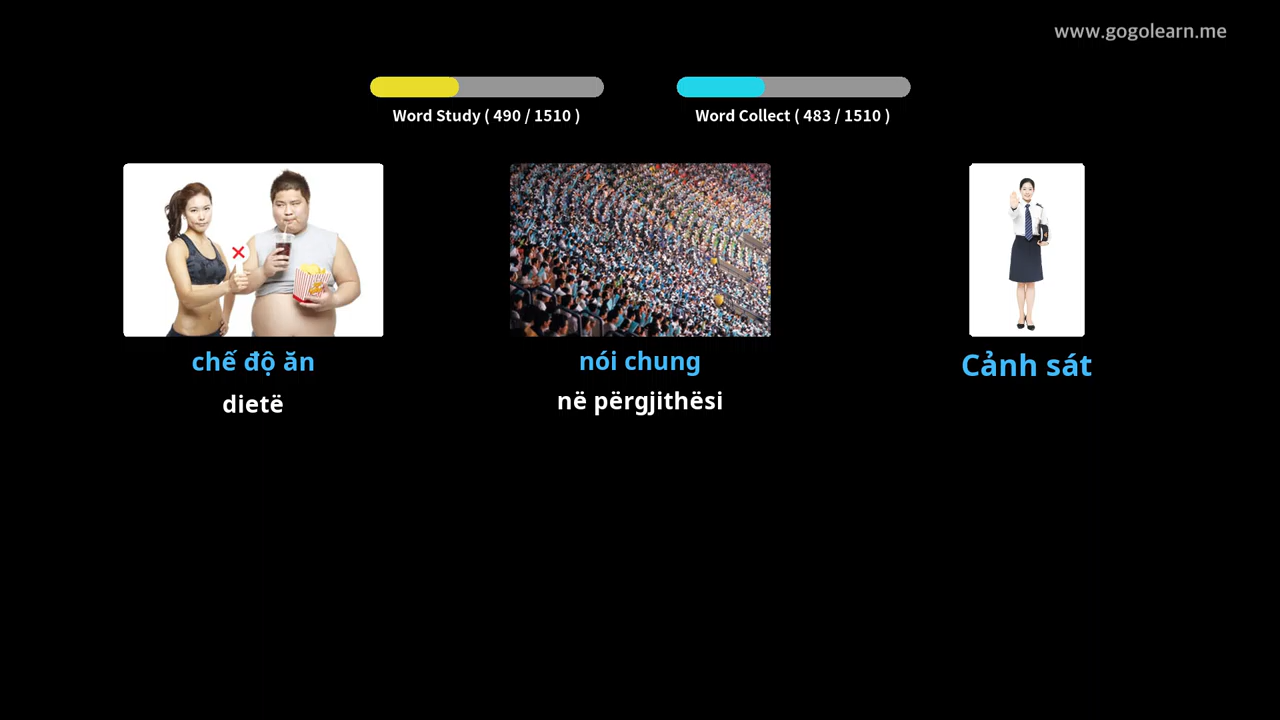 www.gogolearn.me
Word Study ( 490 / 1510 )
Word Collect ( 483 / 1510 )
chế độ ăn
dietë
nói chung
në përgjithësi
Cảnh sát